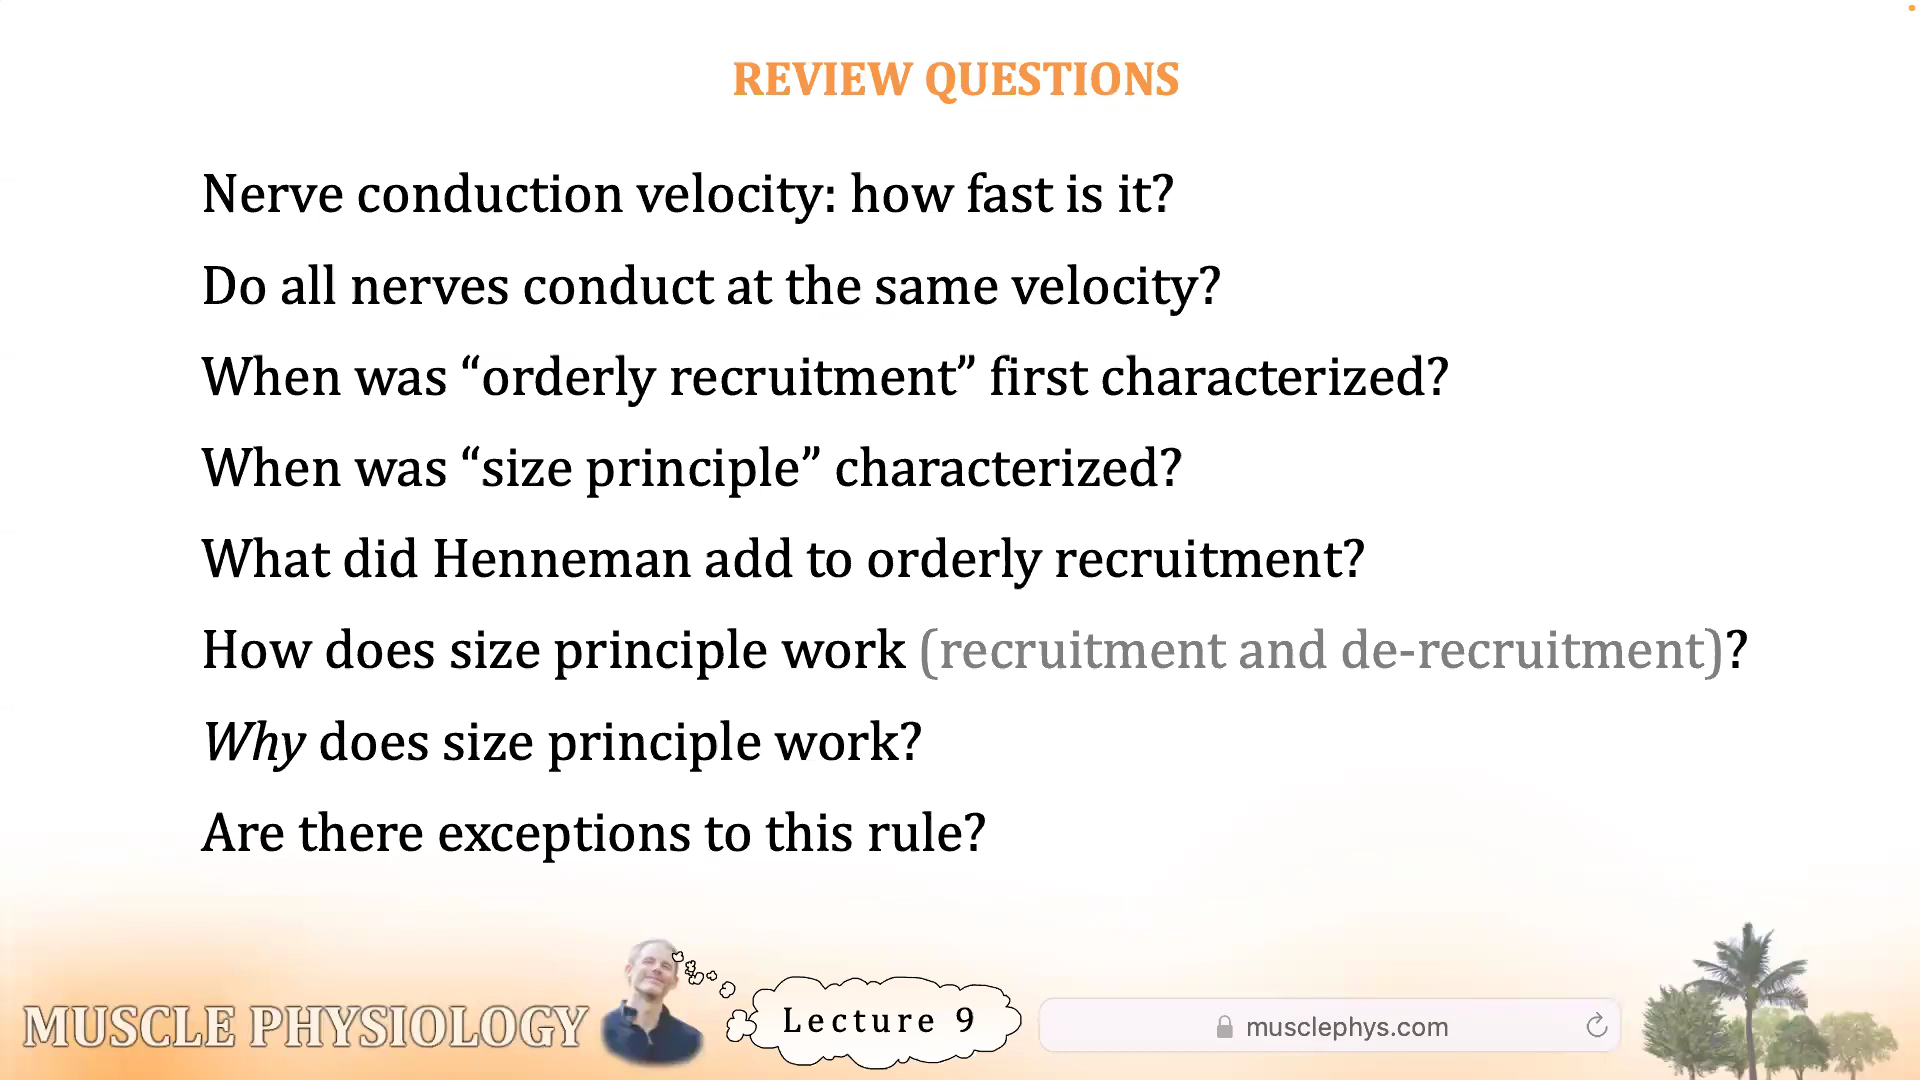 REVIEW QUESTIONS
Nerve conduction velocity: how fast is it?
Do all nerves conduct at the same velocity?
When was “orderly recruitment” first characterized?
When was “size principle” characterized?
What did Henneman add to orderly recruitment?
How does size principle work (recruitment and de-recruitment)?
Why does size principle work?
Are there exceptions to this rule?
MUSCLE PHYSIOLOGY
Lecture 9
musclephys.com